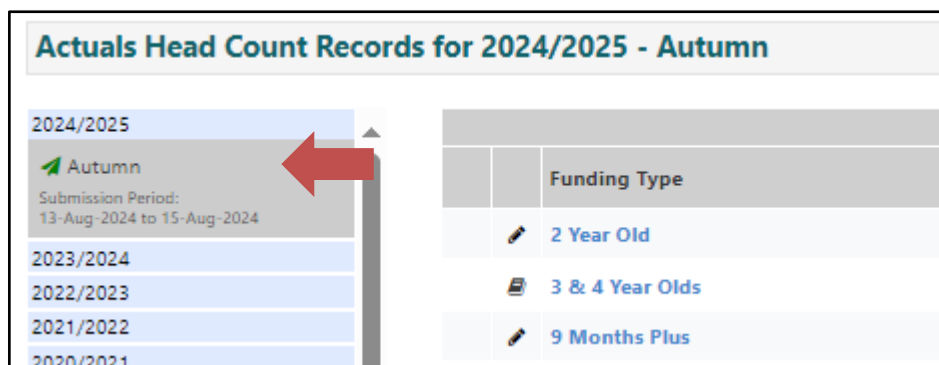 Actuals Head Count Records for 2024/2025 - Autumn
2024/2025
Autumn
Submission Period:
13-Aug-2024 to 15-Aug-2024
2023/2024
2022/2023
2021/2022
2020/2021
Funding Type
2 Year Old
3 & 4 Year Olds
9 Months Plus